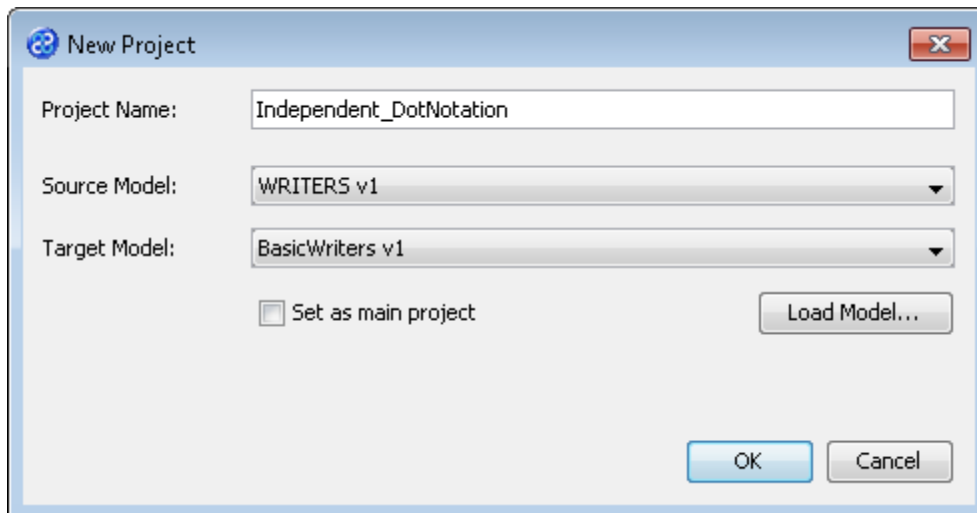 New Project
Project Name: Independent_DotNotation
Source Model: WRITERS v1
Target Model: BasicWriters v1
Set as main project Load Model...
OK Cancel